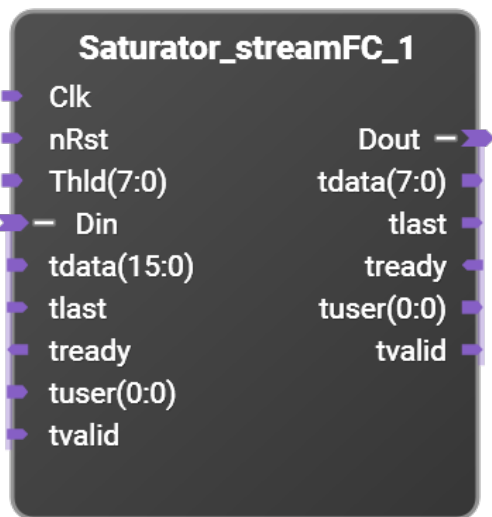 Saturator_streamFC_1
Clk
nRst
Thld(7:0)
Din
tdata(15:0)
tlast
tready
tuser(0:0)
tvalid
Dout
tdata(7:0)
tlast
tready
tuser(0:0)
tvalid